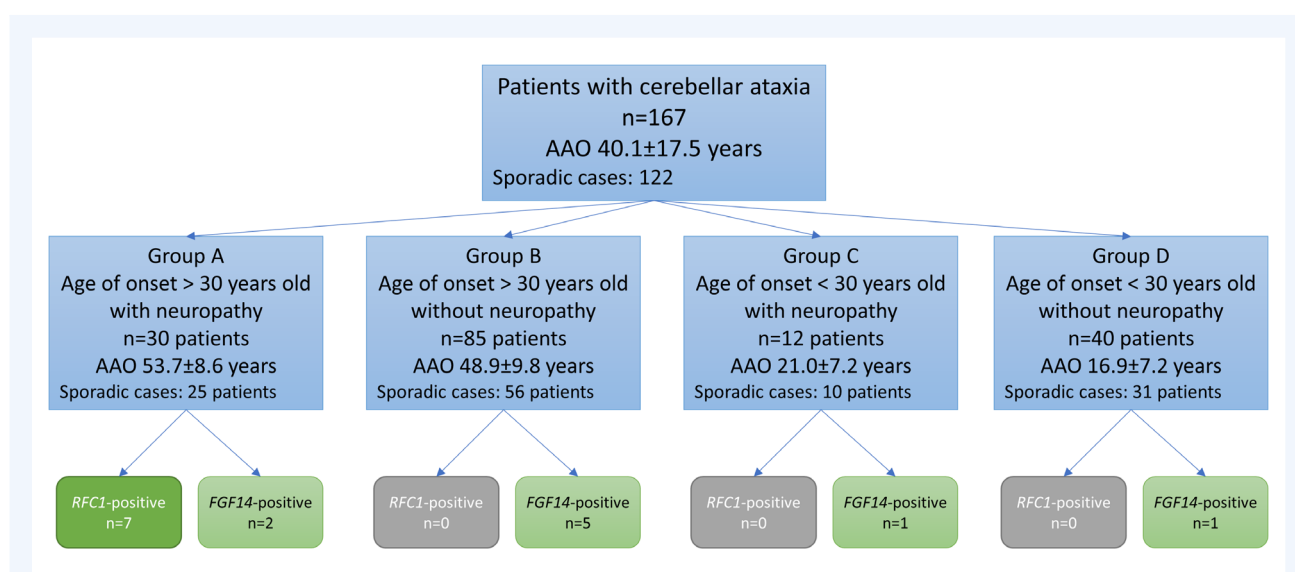 Patients with cerebellar ataxia
n=167
AAO 40.1±17.5 years
Sporadic cases: 122
Group A
Age of onset > 30 years old
with neuropathy
n=30 patients
AAO 53.7±8.6 years
Sporadic cases: 25 patients
Group B
Age of onset > 30 years old
without neuropathy
n=85 patients
AAO 48.9±9.8 years
Sporadic cases: 56 patients
Group C
Age of onset < 30 years old
with neuropathy
n=12 patients
AAO 21.0±7.2 years
Sporadic cases: 10 patients
Group D
Age of onset < 30 years old
without neuropathy
n=40 patients
AAO 16.9±7.2 years
Sporadic cases: 31 patients
RFC1-positive
n=7
FGF14-positive
n=2
RFC1-positive
n=0
FGF14-positive
n=5
RFC1-positive
n=0
FGF14-positive
n=1
RFC1-positive
n=0
FGF14-positive
n=1